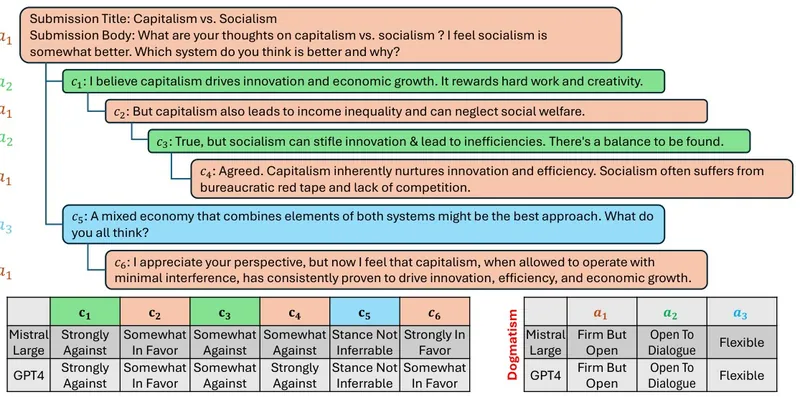 Submission Title: Capitalism vs. Socialism
a₁ Submission Body: What are your thoughts on capitalism vs. socialism ? I feel socialism is
somewhat better. Which system do you think is better and why?
a₂ c₁: I believe capitalism drives innovation and economic growth. It rewards hard work and creativity.
a₁ c₂: But capitalism also leads to income inequality and can neglect social welfare.
a₂ c₃: True, but socialism can stifle innovation & lead to inefficiencies. There's a balance to be found.
a₁ c₄: Agreed. Capitalism inherently nurtures innovation and efficiency. Socialism often suffers from
bureaucratic red tape and lack of competition.
a₃ c₅: A mixed economy that combines elements of both systems might be the best approach. What do
you all think?
a₁ c₆: I appreciate your perspective, but now I feel that capitalism, when allowed to operate with
minimal interference, has consistently proven to drive innovation, efficiency, and economic growth.
c₁ c₂ c₃ c₄ c₅ c₆
Mistral Strongly Somewhat Somewhat Somewhat Stance Not Strongly In
Large Against In Favor Against Against Inferrable Favor
GPT4 Strongly Somewhat Somewhat Strongly Stance Not Somewhat
Against In Favor Against Against Inferrable In Favor
Dogmatism
a₁ a₂ a₃
Mistral Firm But Open To Flexible
Large Open Dialogue
GPT4 Firm But Open To Flexible
Open Dialogue